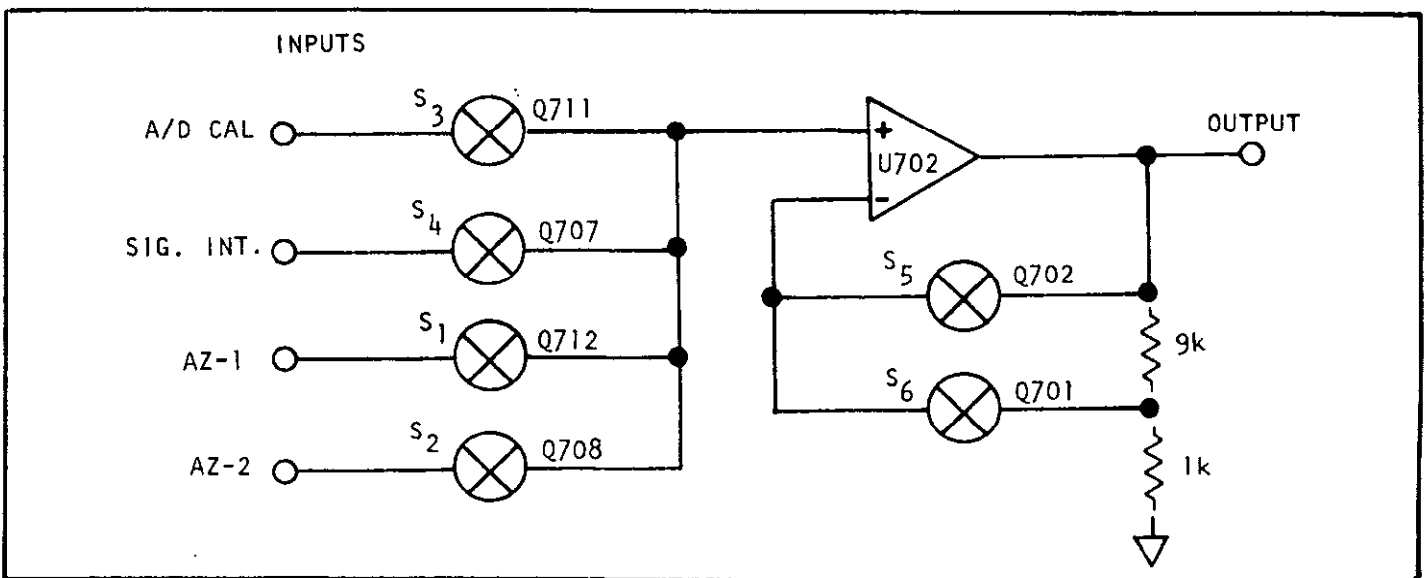 INPUTS
A/D CAL
S3
Q711
SIG. INT.
S4
Q707
AZ-1
S1
Q712
AZ-2
S2
Q708
+
U702
-
OUTPUT
S5
Q702
9k
S6
Q701
1k